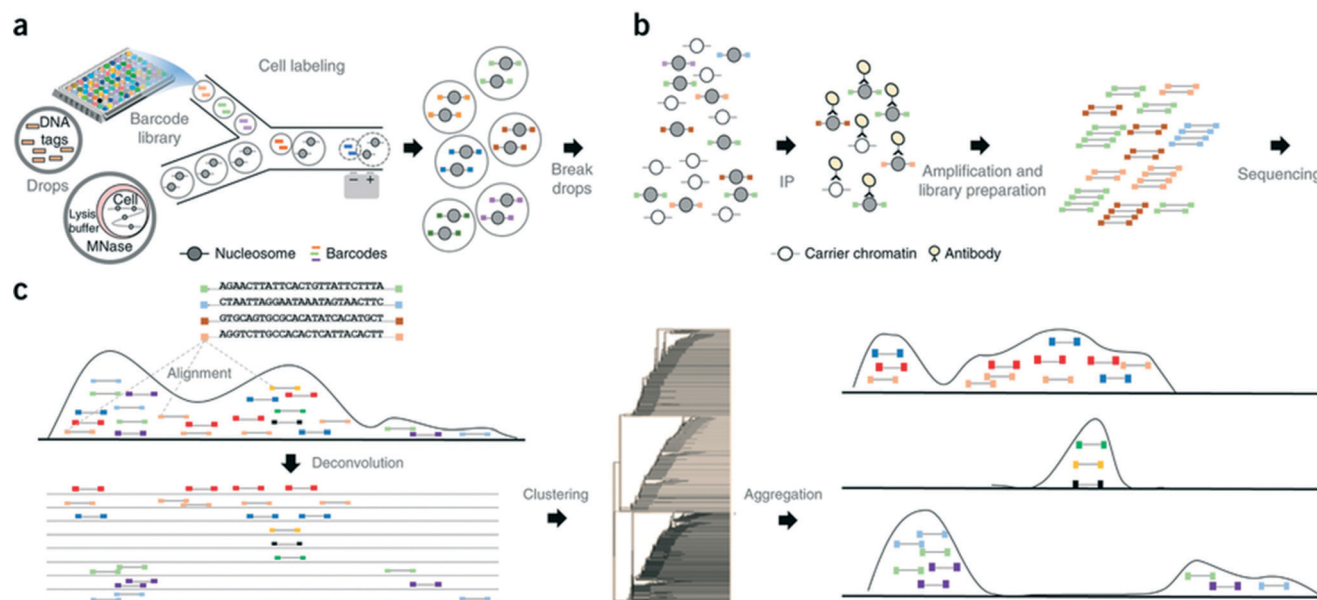 a
Cell labeling
Barcode
library
DNA
tags
Drops
Cell
Lysis
buffer
MNase
− +
Nucleosome
Barcodes
Break
drops
b
IP
Amplification and
library preparation
Sequencing
Carrier chromatin
Antibody
c
AGAACTTATTCACTGTTATTCTTTA
CTAATTAGGAATAAATAGTAACTTC
GTGCAGTGCGCACATATCACATGCT
AGGTCTTGCCACACTCATTACACTT
Alignment
Deconvolution
Clustering
Aggregation